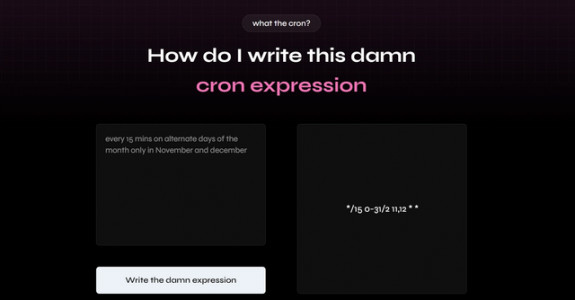 what the cron?
How do I write this damn
cron expression
every 15 mins on alternate days of the
month only in November and december
*/15 0-31/2 11,12 * *
Write the damn expression